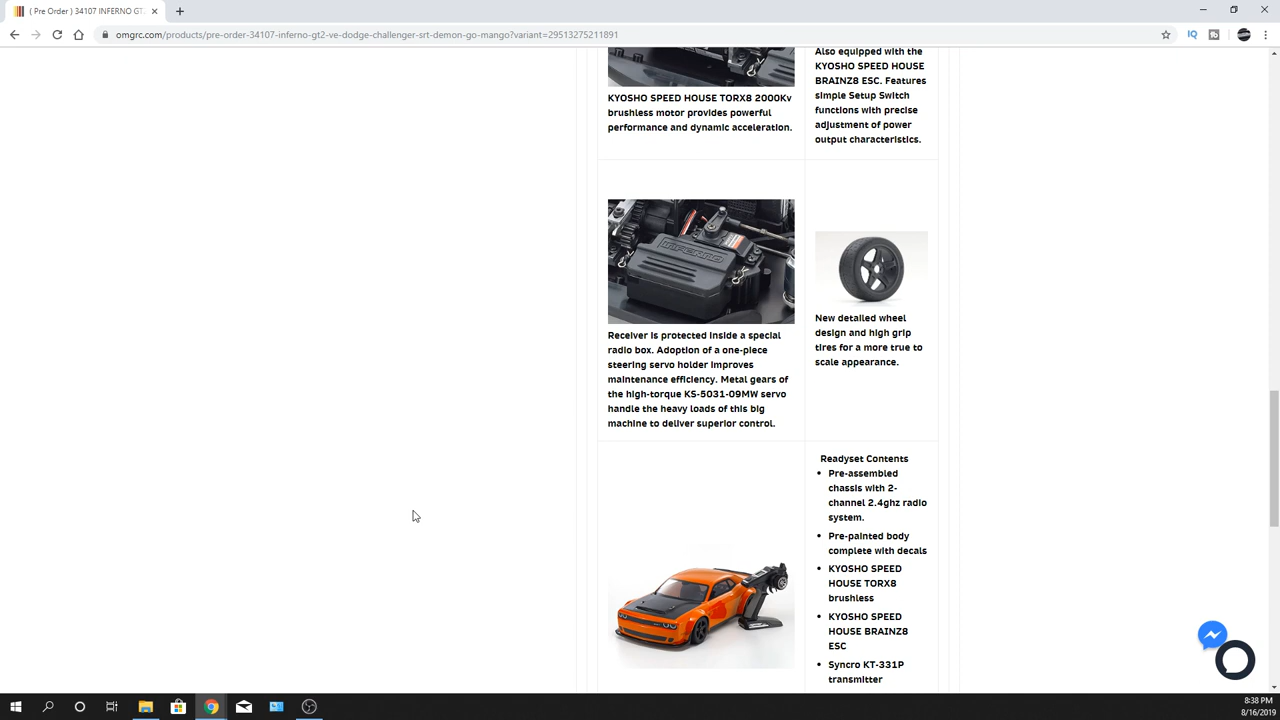 ( Pre Order ) 34107 INFERNO GT2
omgrc.com/products/pre-order-34107-inferno-gt2-ve-dodge-challenger-srt-demon-go-mango?variant=29513275211891
KYOSHO SPEED HOUSE TORX8 2000Kv
brushless motor provides powerful
performance and dynamic acceleration.
Also equipped with the
KYOSHO SPEED HOUSE
BRAINZ8 ESC. Features
simple Setup Switch
functions with precise
adjustment of power
output characteristics.
INFERNO
Receiver is protected inside a special
radio box. Adoption of a one-piece
steering servo holder improves
maintenance efficiency. Metal gears of
the high-torque KS-5031-09MW servo
handle the heavy loads of this big
machine to deliver superior control.
New detailed wheel
design and high grip
tires for a more true to
scale appearance.
Readyset Contents
• Pre-assembled
chassis with 2-
channel 2.4ghz radio
system.
• Pre-painted body
complete with decals
• KYOSHO SPEED
HOUSE TORX8
brushless
• KYOSHO SPEED
HOUSE BRAINZ8
ESC
• Syncro KT-331P
transmitter
IQ
8:38 PM
8/16/2019